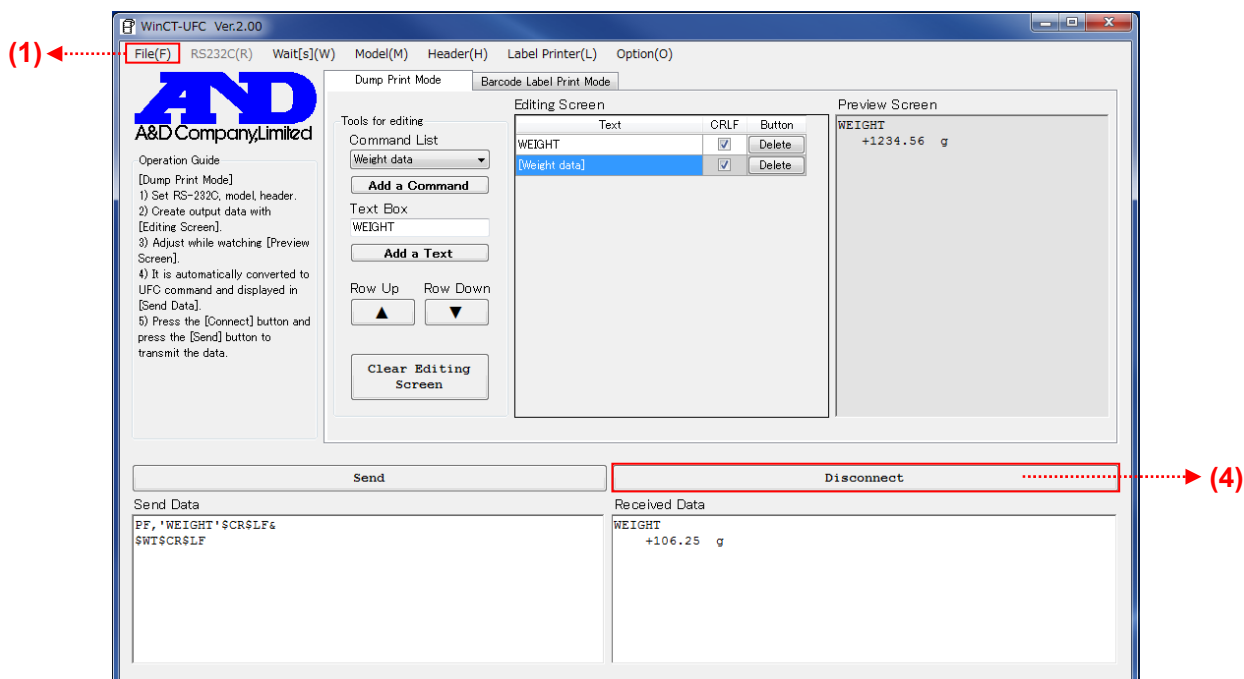 WinCT-UFC Ver.2.00
(1)
File(F) RS232C(R) Wait[s](W) Model(M) Header(H) Label Printer(L) Option(O)
AND
A&D Company,Limited
Operation Guide
[Dump Print Mode]
1) Set RS-232C, model, header.
2) Create output data with
[Editing Screen].
3) Adjust while watching [Preview
Screen].
4) It is automatically converted to
UFC command and displayed in
[Send Data].
5) Press the [Connect] button and
press the [Send] button to
transmit the data.
Dump Print Mode Barcode Label Print Mode
Tools for editing
Command List
Weight data
Add a Command
Text Box
WEIGHT
Add a Text
Row Up Row Down
▲ ▼
Clear Editing
Screen
Editing Screen
Text CRLF Button
WEIGHT Delete
[Weight data] Delete
Preview Screen
WEIGHT
+1234.56 g
Send
Disconnect
(4)
Send Data
PF,'WEIGHT'$CR$LF&
$WT$CR$LF
Received Data
WEIGHT
+106.25 g